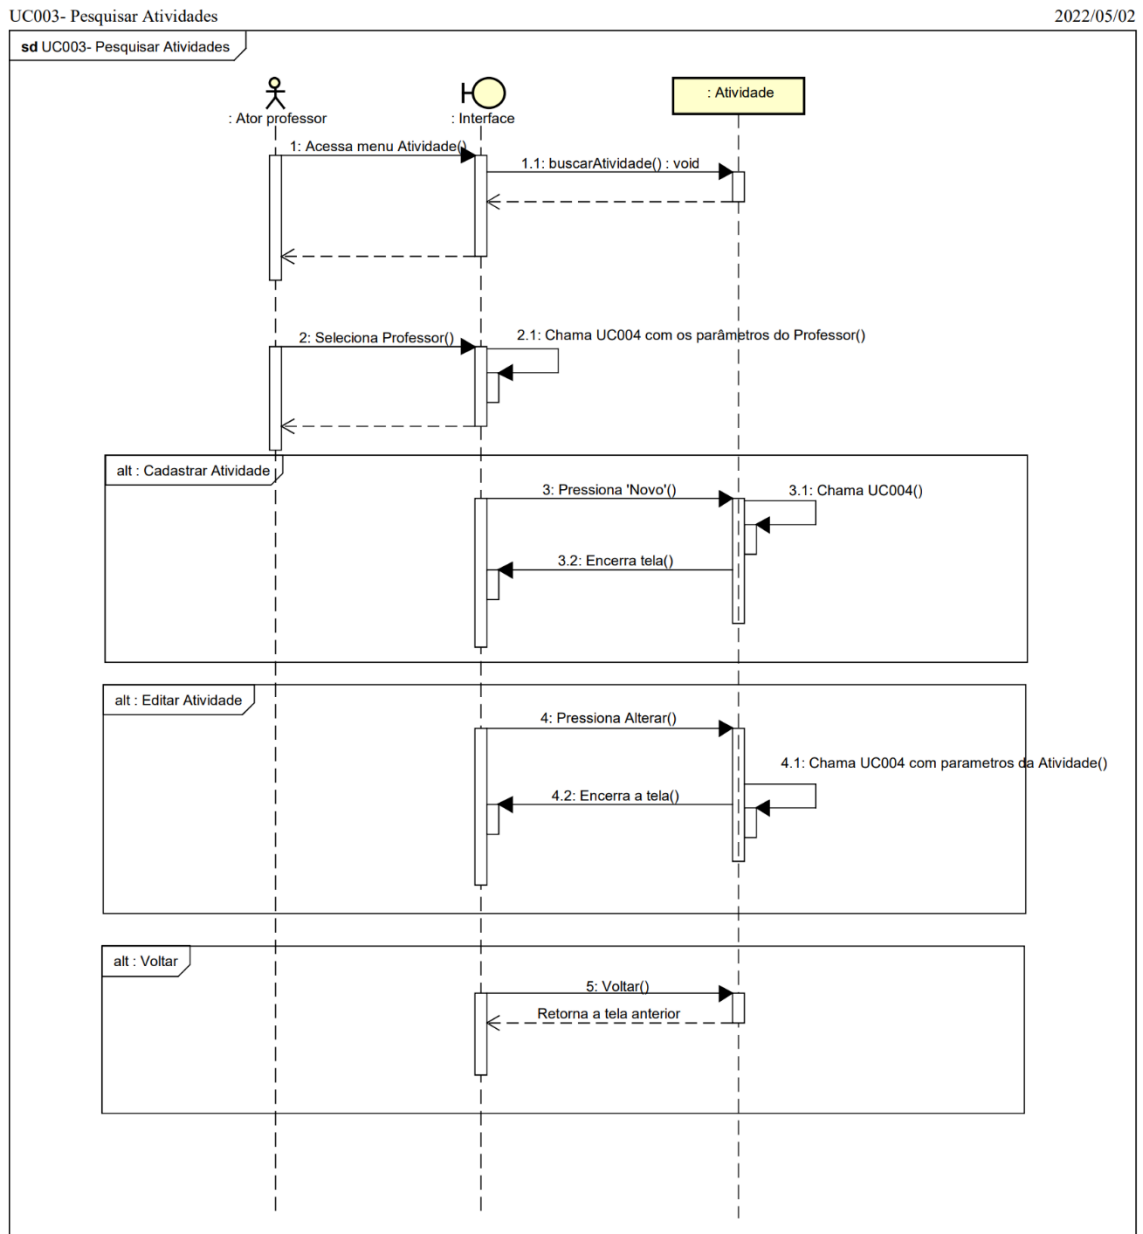 UC003- Pesquisar Atividades
2022/05/02
sd UC003- Pesquisar Atividades
: Ator professor
: Interface
: Atividade
1: Acessa menu Atividade()
1.1: buscarAtividade() : void
2: Seleciona Professor()
2.1: Chama UC004 com os parâmetros do Professor()
alt : Cadastrar Atividade
3: Pressiona 'Novo'()
3.1: Chama UC004()
3.2: Encerra tela()
alt : Editar Atividade
4: Pressiona Alterar()
4.1: Chama UC004 com parametros da Atividade()
4.2: Encerra a tela()
alt : Voltar
5: Voltar()
Retorna a tela anterior